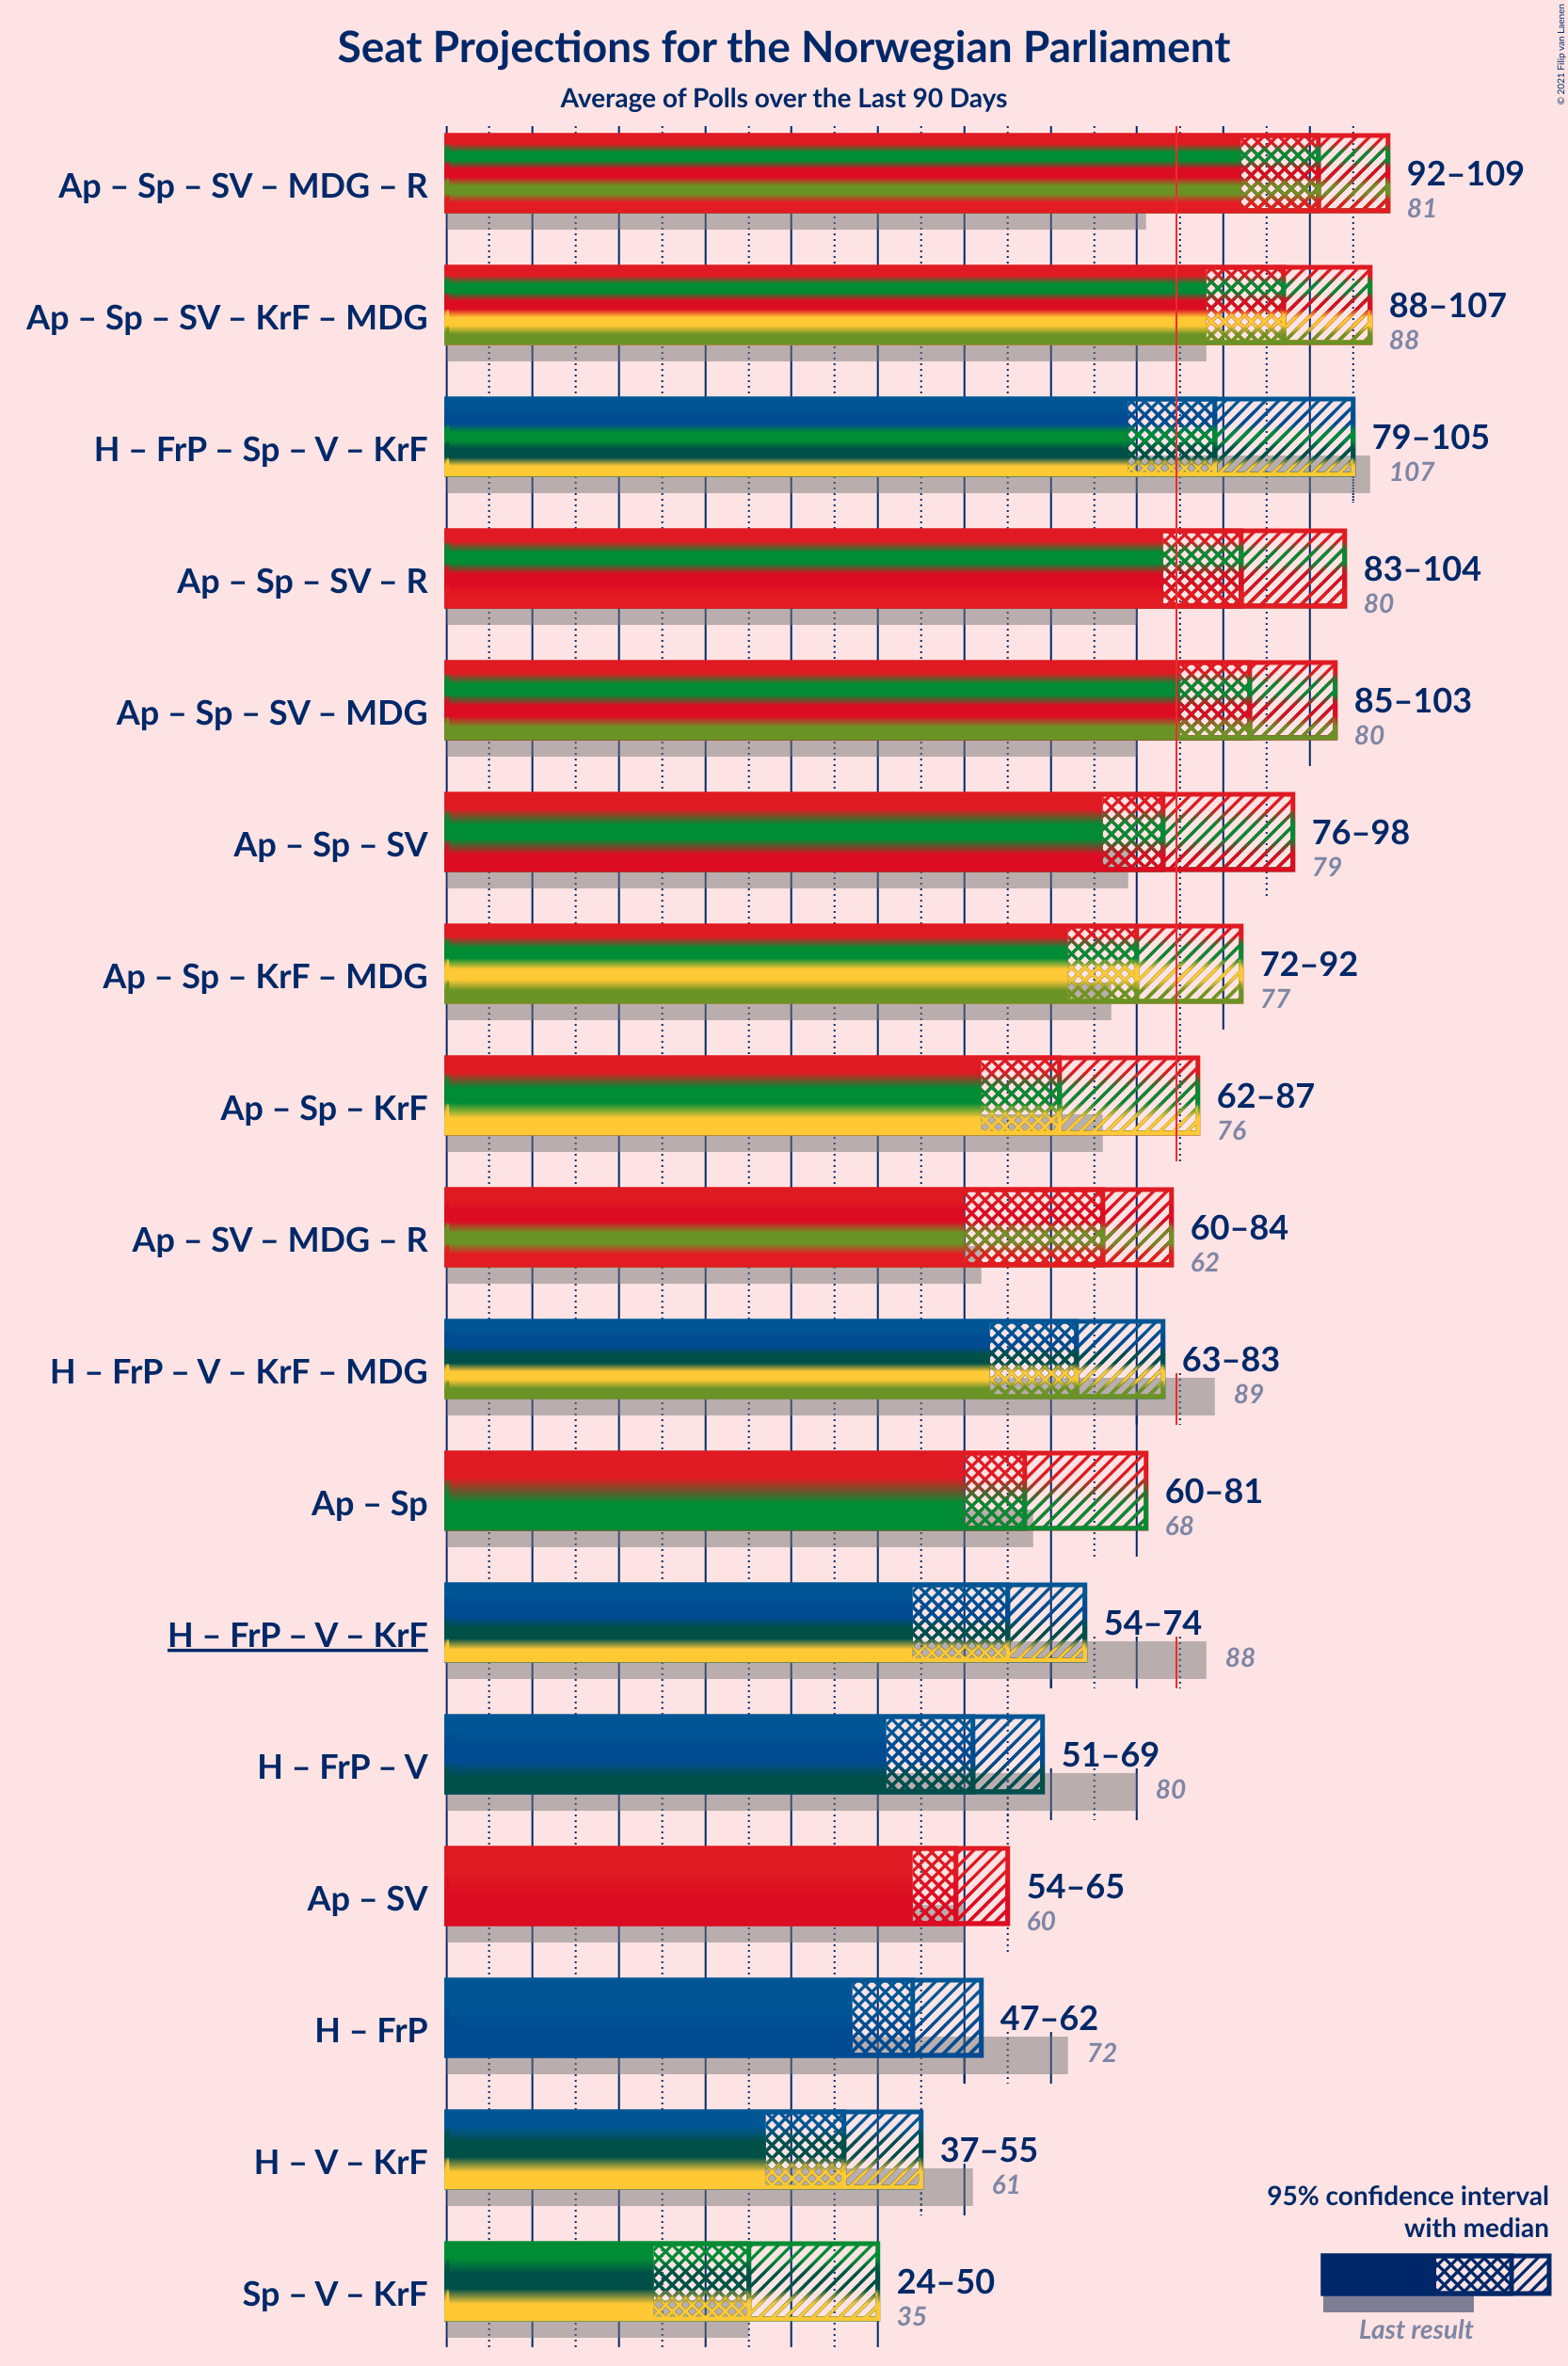 © 2021 Filip van Laenen
Seat Projections for the Norwegian Parliament
Average of Polls over the Last 90 Days
Ap – Sp – SV – MDG – R
92–109
81
Ap – Sp – SV – KrF – MDG
88–107
88
H – FrP – Sp – V – KrF
79–105
107
Ap – Sp – SV – R
83–104
80
Ap – Sp – SV – MDG
85–103
80
Ap – Sp – SV
76–98
79
Ap – Sp – KrF – MDG
72–92
77
Ap – Sp – KrF
62–87
76
Ap – SV – MDG – R
60–84
62
H – FrP – V – KrF – MDG
63–83
89
Ap – Sp
60–81
68
H – FrP – V – KrF
54–74
88
H – FrP – V
51–69
80
Ap – SV
54–65
60
H – FrP
47–62
72
H – V – KrF
37–55
61
Sp – V – KrF
24–50
35
95% confidence interval
with median
Last result